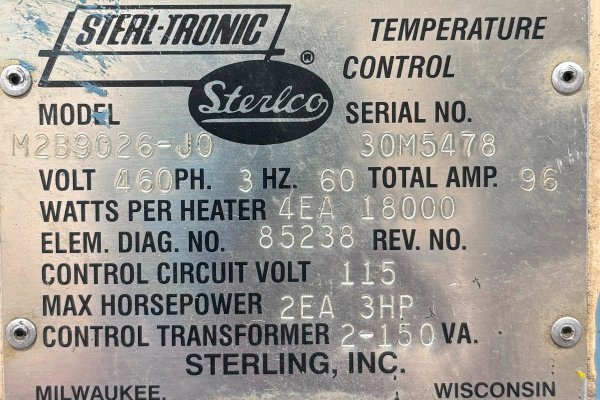 STERL-TRONIC TEMPERATURE
Sterlco ® CONTROL
MODEL SERIAL NO.
M2B9026-J0 30M5478
VOLT 460 PH. 3 HZ. 60 TOTAL AMP. 96
WATTS PER HEATER 4EA 18000
ELEM. DIAG. NO. 85238 REV. NO.
CONTROL CIRCUIT VOLT 115
MAX HORSEPOWER 2EA 3HP
CONTROL TRANSFORMER 2-150 VA.
STERLING, INC.
MILWAUKEE, WISCONSIN